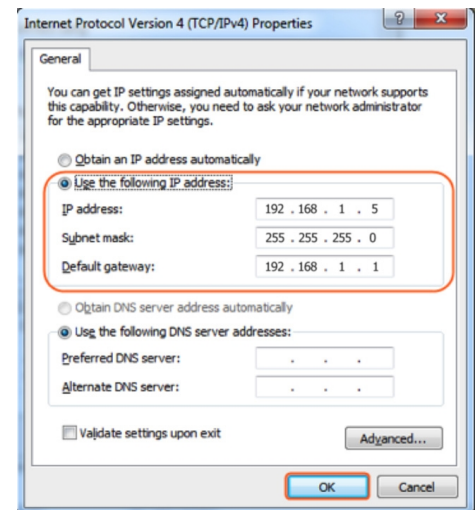 Internet Protocol Version 4 (TCP/IPv4) Properties
?
X
General
You can get IP settings assigned automatically if your network supports
this capability. Otherwise, you need to ask your network administrator
for the appropriate IP settings.
Obtain an IP address automatically
Use the following IP address:
IP address: 192 . 168 . 1 . 5
Subnet mask: 255 . 255 . 255 . 0
Default gateway: 192 . 168 . 1 . 1
Obtain DNS server address automatically
Use the following DNS server addresses:
Preferred DNS server: . . .
Alternate DNS server: . . .
Validate settings upon exit
Advanced...
OK Cancel